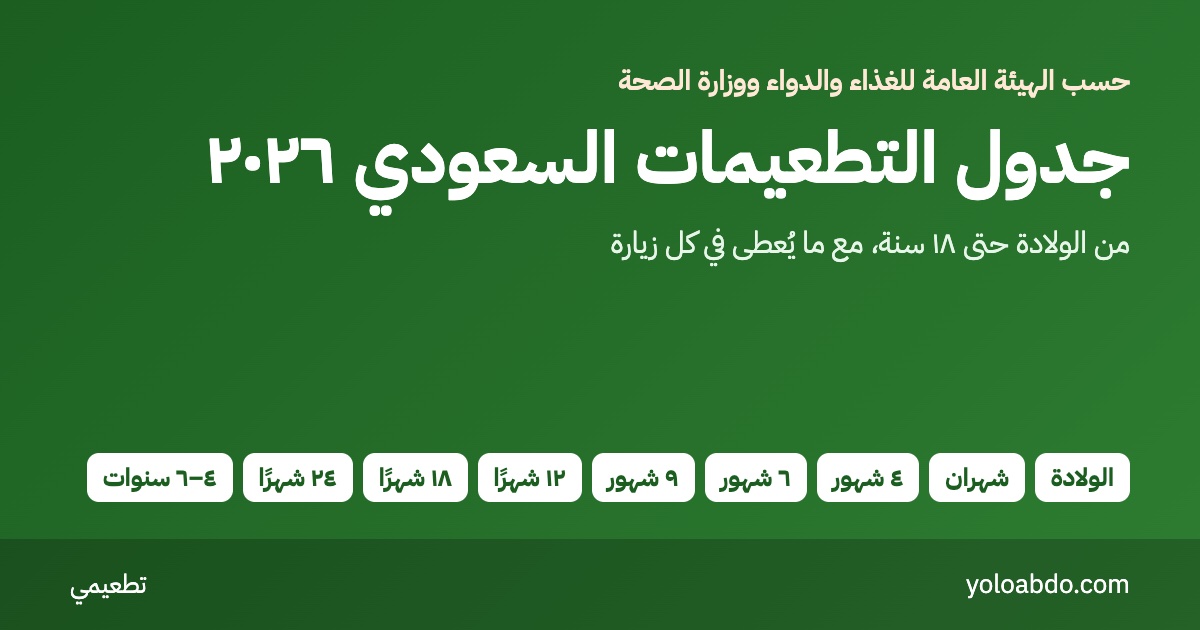 حسب الهيئة العامة للغذاء والدواء ووزارة الصحة
جدول التطعيمات السعودي ٢٠٢٦
من الولادة حتى ١٨ سنة، مع ما يُعطى في كل زيارة
الولادة شهران ٤ شهور ٦ شهور ٩ شهور ١٢ شهرًا ١٨ شهرًا ٢٤ شهرًا ٤–٦ سنوات
yoloabdo.com تطعيمي